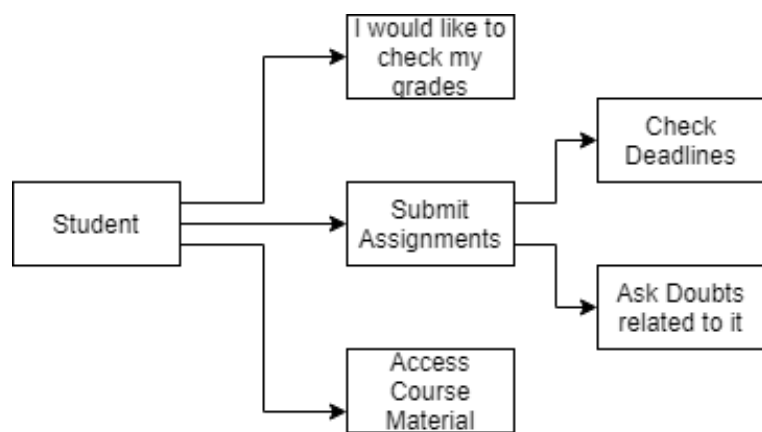 I would like to
check my
grades
Check
Deadlines
Student
Submit
Assignments
Ask Doubts
related to it
Access
Course
Material